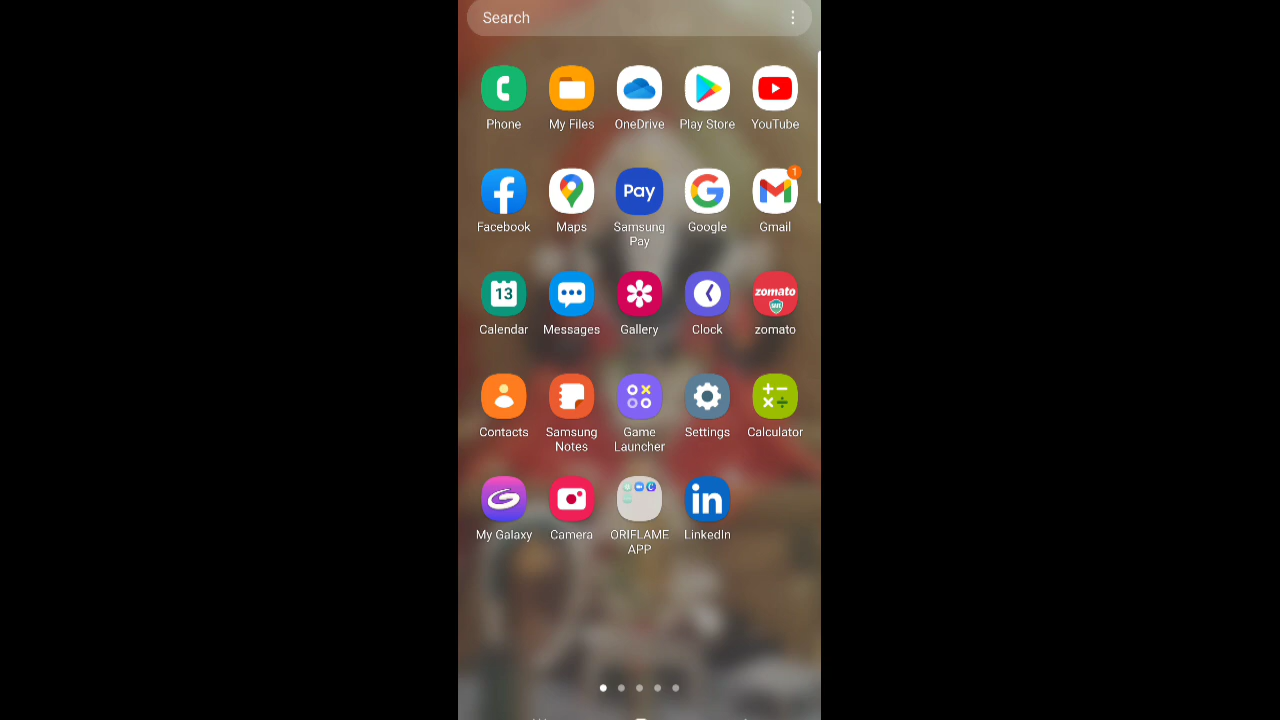 Search
Phone
My Files
OneDrive
Play Store
YouTube
Facebook
Maps
Pay
Samsung
Pay
Google
1
Gmail
13
Calendar
Messages
Gallery
Clock
zomato
SAFE
zomato
Contacts
Samsung
Notes
Game
Launcher
Settings
Calculator
My Galaxy
Camera
ORIFLAME
APP
in
LinkedIn